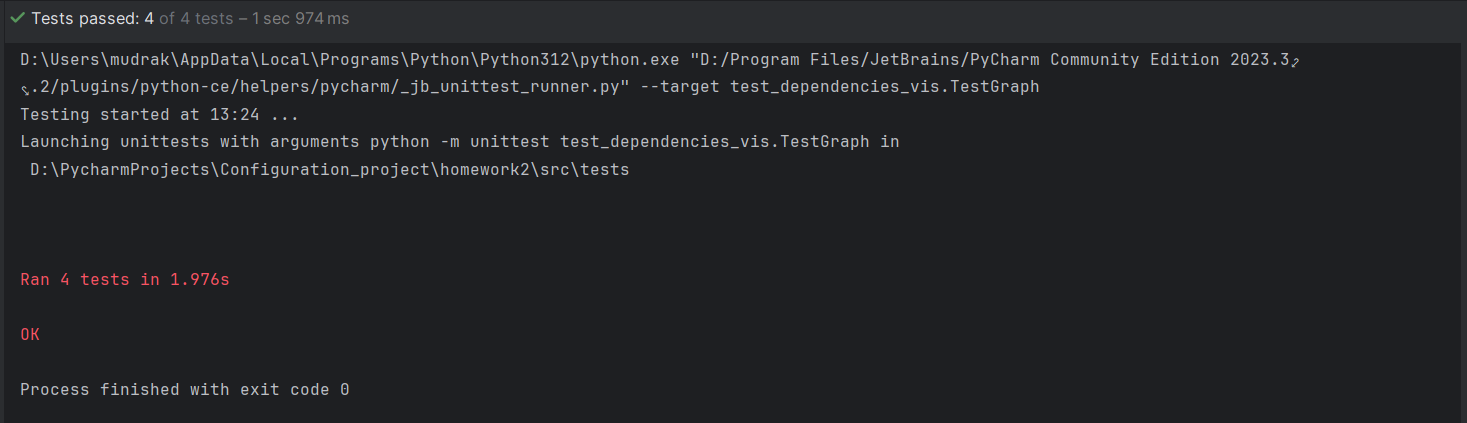 Tests passed: 4 of 4 tests – 1 sec 974 ms
D:\Users\mudrak\AppData\Local\Programs\Python\Python312\python.exe "D:/Program Files/JetBrains/PyCharm Community Edition 2023.3
.2/plugins/python-ce/helpers/pycharm/_jb_unittest_runner.py" --target test_dependencies_vis.TestGraph
Testing started at 13:24 ...
Launching unittests with arguments python -m unittest test_dependencies_vis.TestGraph in
D:\PycharmProjects\Configuration_project\homework2\src\tests
Ran 4 tests in 1.976s
OK
Process finished with exit code 0